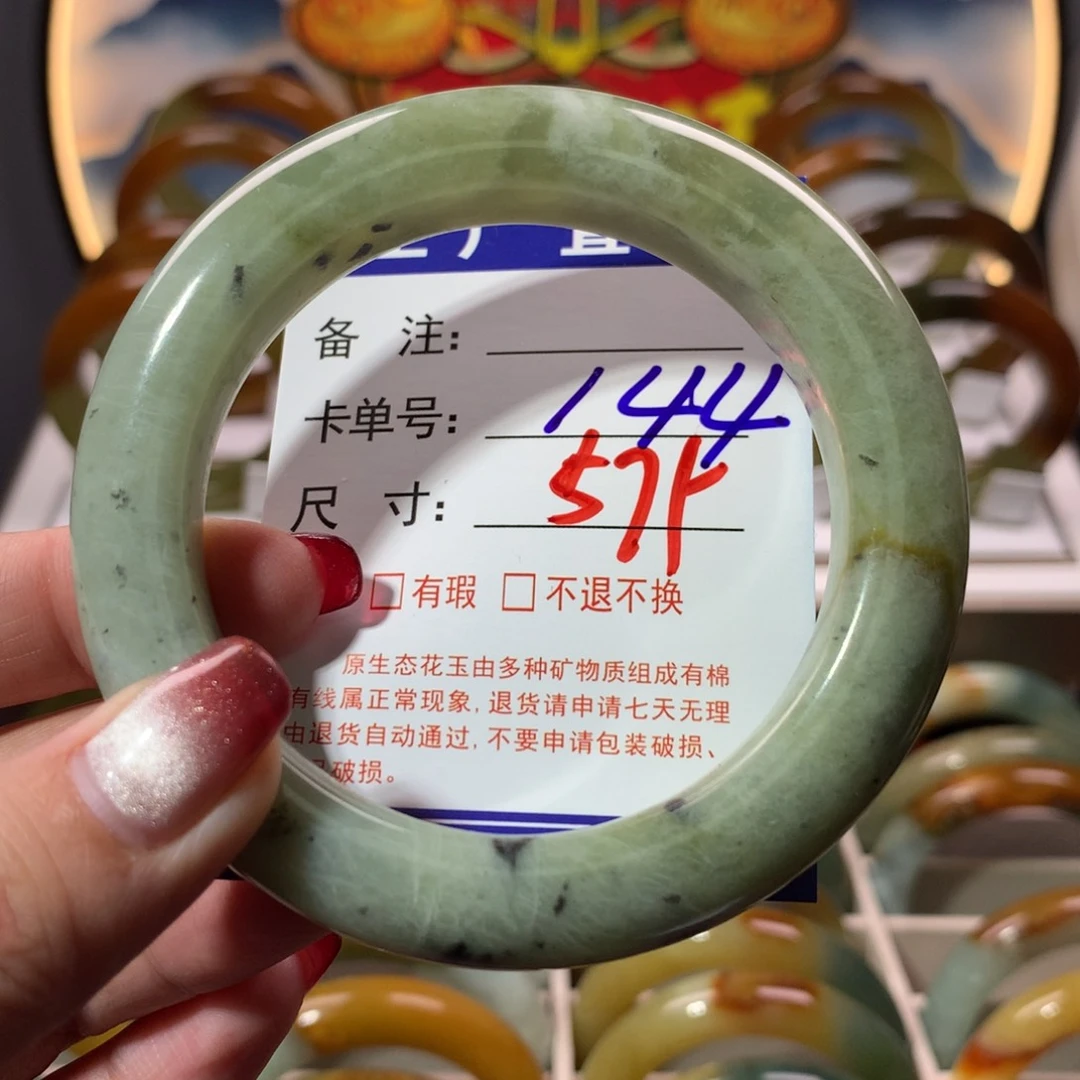 备 注:
卡单号: 144
尺 寸: 57
□有瑕 □不退不换
原生态花玉由多种矿物质组成有棉
有线属正常现象,退货请申请七天无理
由退货自动通过,不要申请包装破损、
破损。